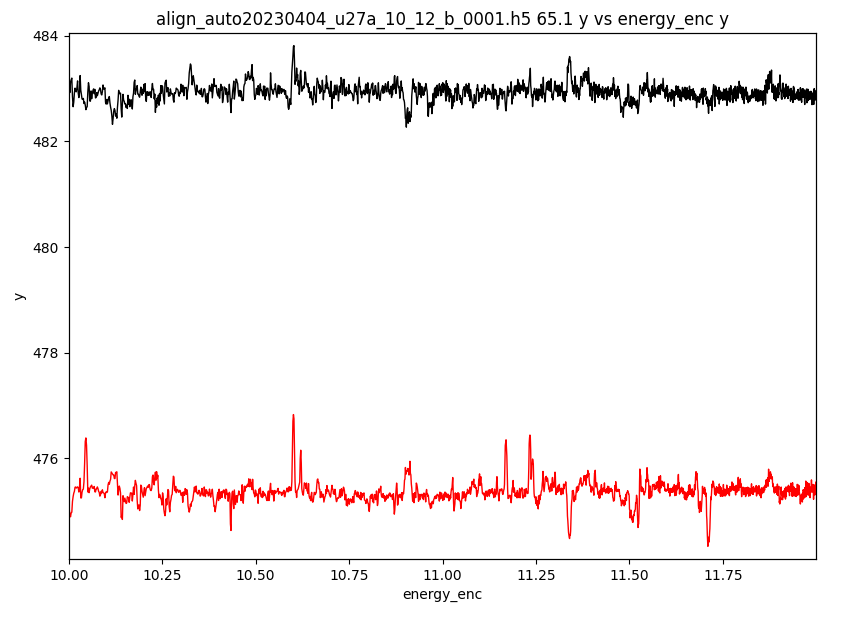 align_auto20230404_u27a_10_12_b_0001.h5 65.1 y vs energy_enc y
484
482
480
478
476
y
10.00 10.25 10.50 10.75 11.00 11.25 11.50 11.75
energy_enc